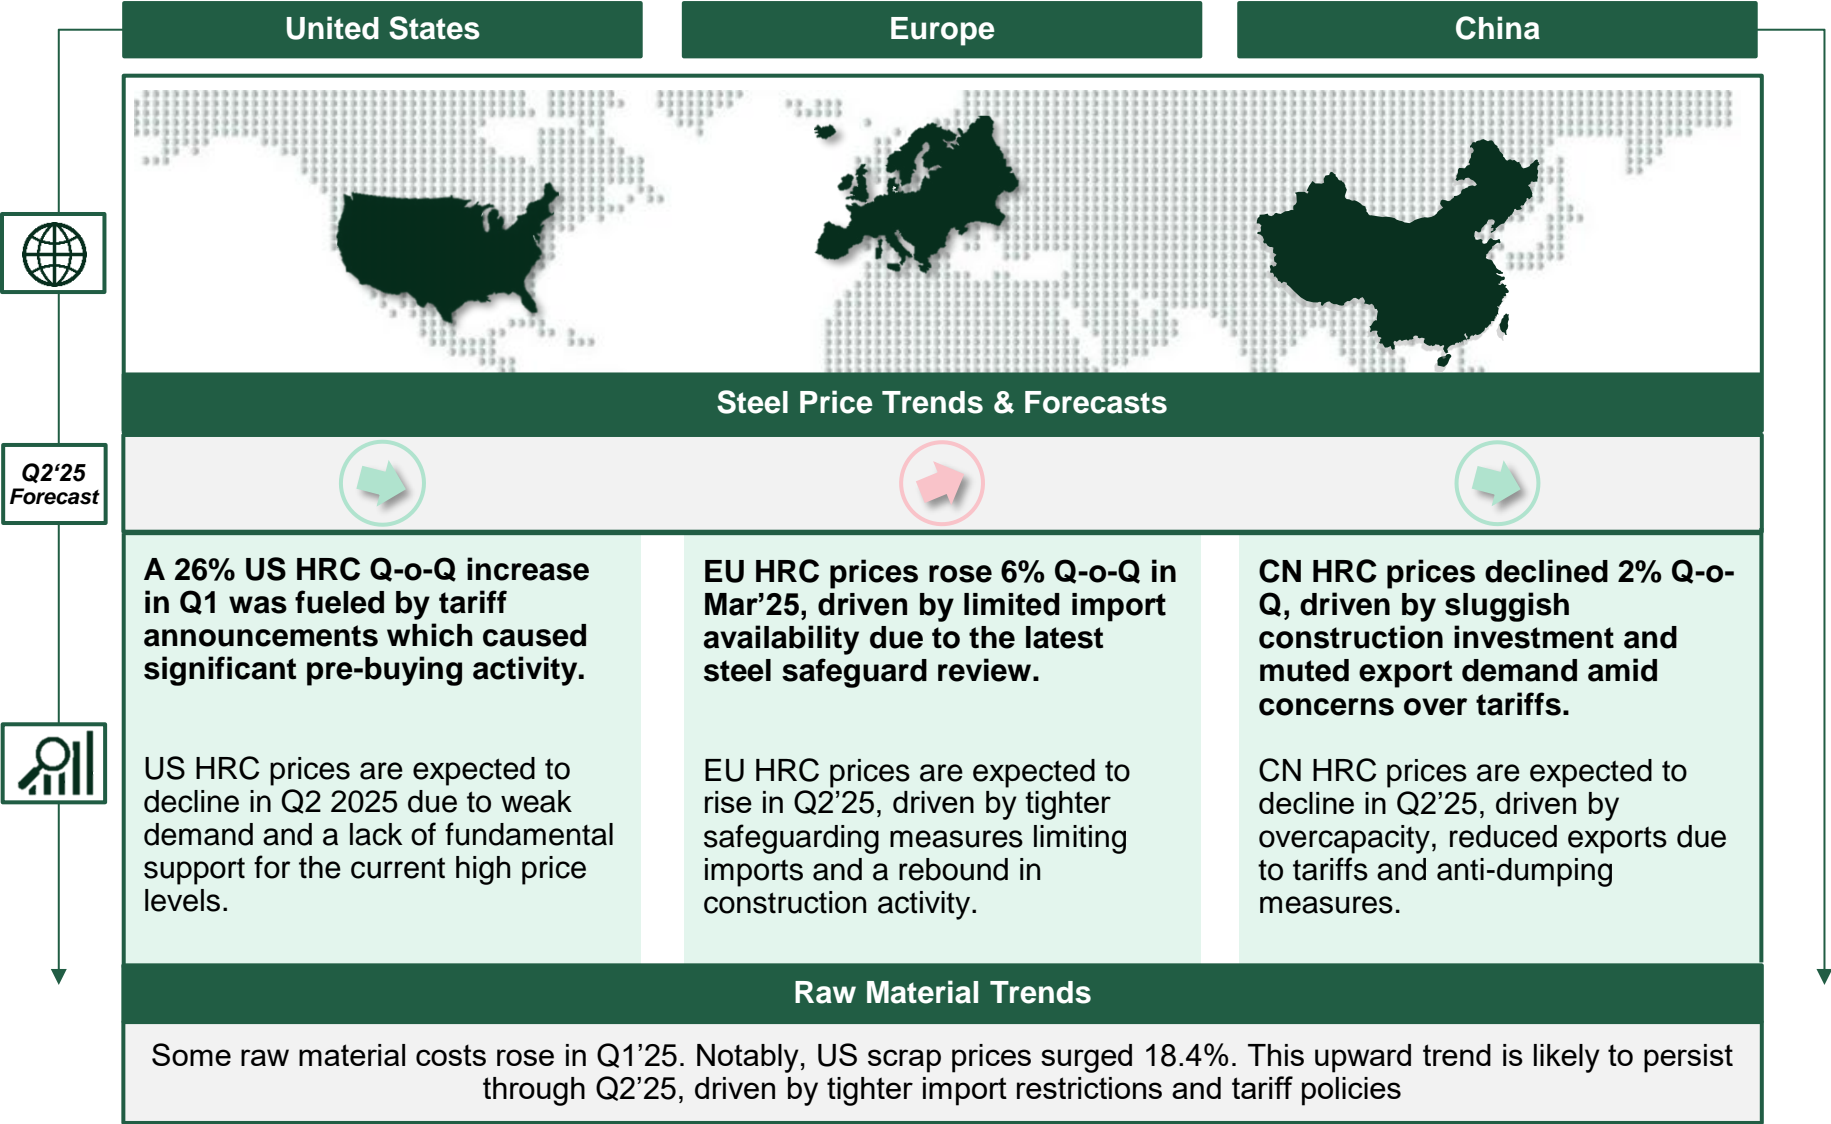 United States
Europe
China
Steel Price Trends & Forecasts
Q2‘25
Forecast
A 26% US HRC Q-o-Q increase
in Q1 was fueled by tariff
announcements which caused
significant pre-buying activity.
US HRC prices are expected to
decline in Q2 2025 due to weak
demand and a lack of fundamental
support for the current high price
levels.
EU HRC prices rose 6% Q-o-Q in
Mar’25, driven by limited import
availability due to the latest
steel safeguard review.
EU HRC prices are expected to
rise in Q2’25, driven by tighter
safeguarding measures limiting
imports and a rebound in
construction activity.
CN HRC prices declined 2% Q-o-
Q, driven by sluggish
construction investment and
muted export demand amid
concerns over tariffs.
CN HRC prices are expected to
decline in Q2’25, driven by
overcapacity, reduced exports due
to tariffs and anti-dumping
measures.
Raw Material Trends
Some raw material costs rose in Q1’25. Notably, US scrap prices surged 18.4%. This upward trend is likely to persist
through Q2’25, driven by tighter import restrictions and tariff policies